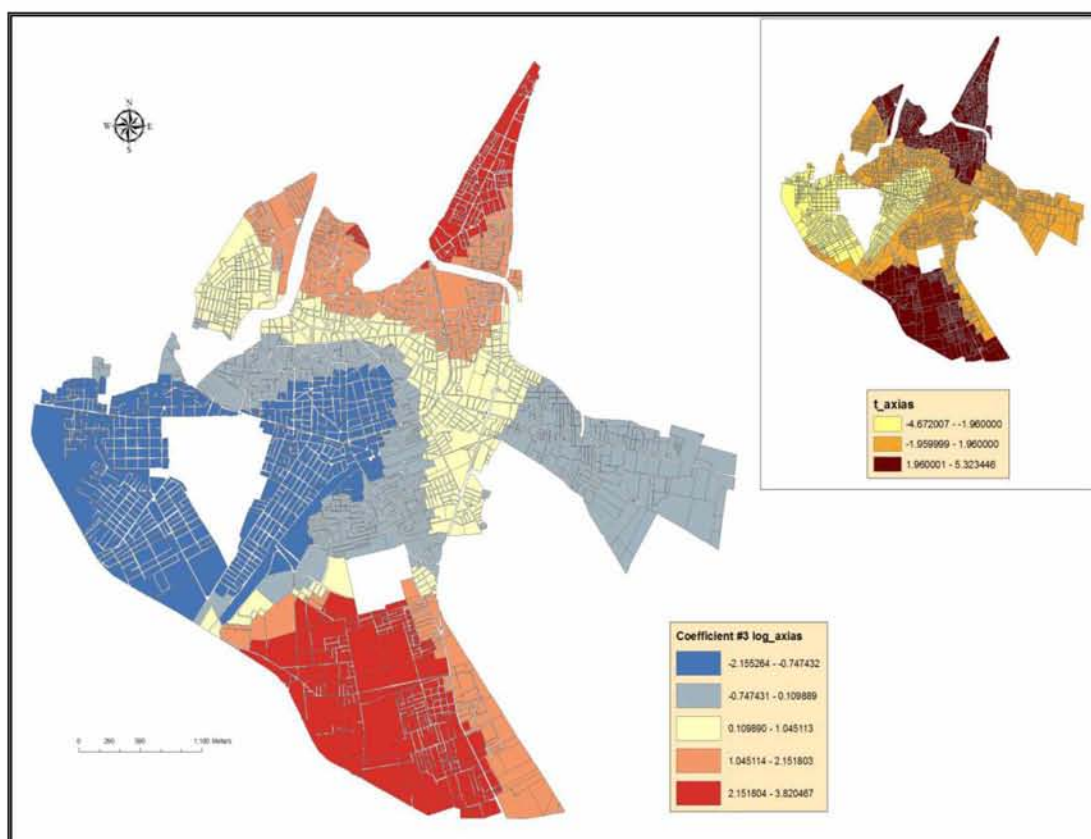 N
W E
S
t_axias
-4.672007 - -1.960000
-1.959999 - 1.960000
1.960001 - 5.323446
Coefficient #3 log_axias
-2.155264 - -0.747432
-0.747431 - 0.109889
0.109890 - 1.045113
1.045114 - 2.151803
2.151804 - 3.820467
0 1,100 Meters